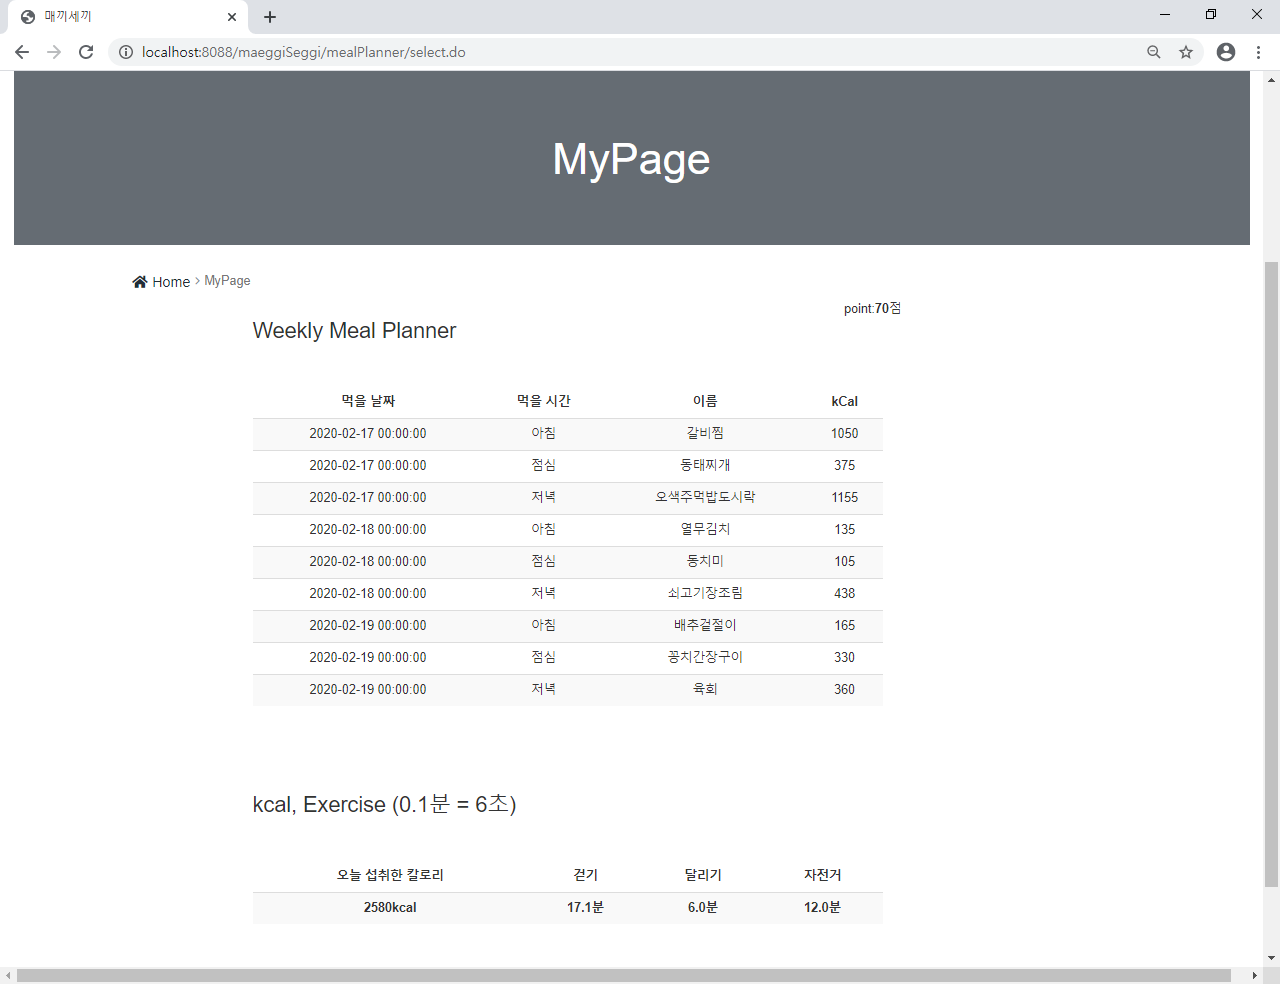 매끼세끼
localhost:8088/maeggiSeggi/mealPlanner/select.do
MyPage
Home > MyPage
point:70점
Weekly Meal Planner
먹을 날짜 먹을 시간 이름 kCal
2020-02-17 00:00:00 아침 갈비찜 1050
2020-02-17 00:00:00 점심 동태찌개 375
2020-02-17 00:00:00 저녁 오색주먹밥도시락 1155
2020-02-18 00:00:00 아침 열무김치 135
2020-02-18 00:00:00 점심 동치미 105
2020-02-18 00:00:00 저녁 쇠고기장조림 438
2020-02-19 00:00:00 아침 배추겉절이 165
2020-02-19 00:00:00 점심 꽁치간장구이 330
2020-02-19 00:00:00 저녁 육회 360
kcal, Exercise (0.1분 = 6초)
오늘 섭취한 칼로리 걷기 달리기 자전거
2580kcal 17.1분 6.0분 12.0분